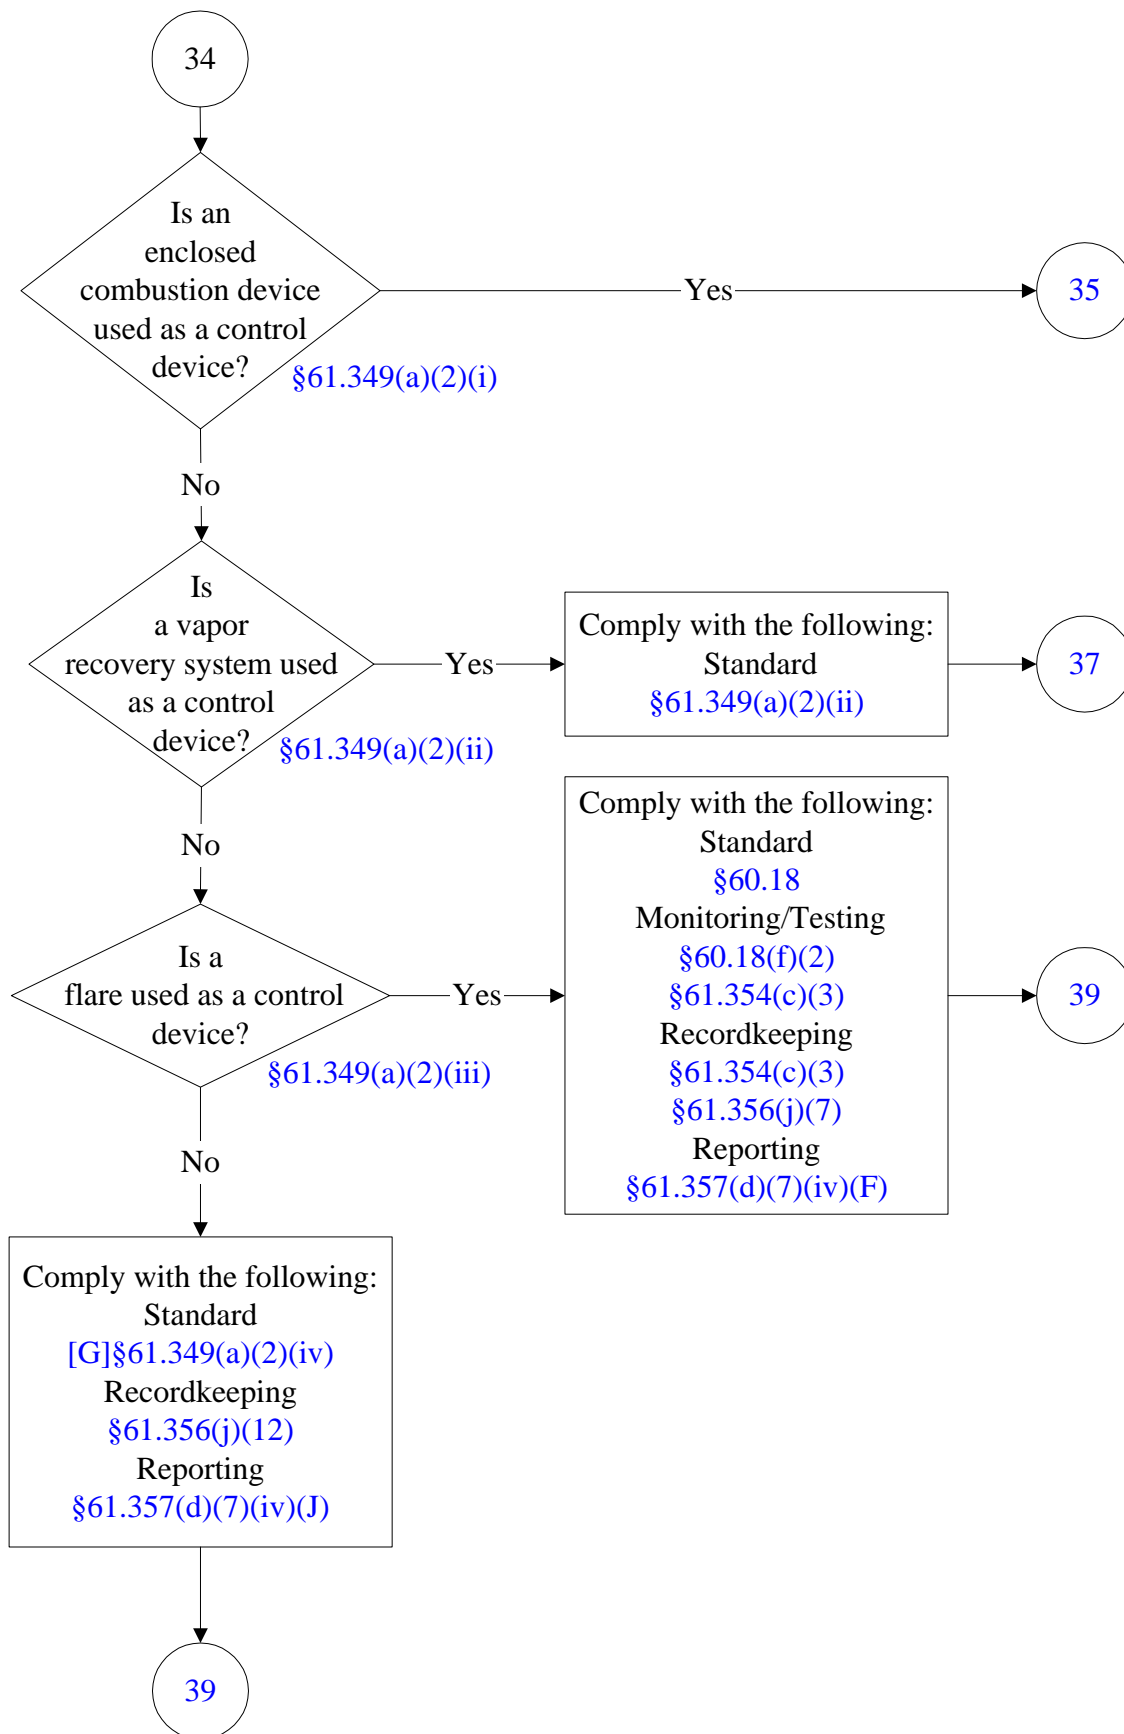 34
Is an
enclosed
combustion device
used as a control
device?
§61.349(a)(2)(i)
Yes
35
No
Is
a vapor
recovery system used
as a control
device?
§61.349(a)(2)(ii)
Yes
Comply with the following:
Standard
§61.349(a)(2)(ii)
37
No
Is a
flare used as a control
device?
§61.349(a)(2)(iii)
Yes
Comply with the following:
Standard
§60.18
Monitoring/Testing
§60.18(f)(2)
§61.354(c)(3)
Recordkeeping
§61.354(c)(3)
§61.356(j)(7)
Reporting
§61.357(d)(7)(iv)(F)
39
No
Comply with the following:
Standard
[G]§61.349(a)(2)(iv)
Recordkeeping
§61.356(j)(12)
Reporting
§61.357(d)(7)(iv)(J)
39